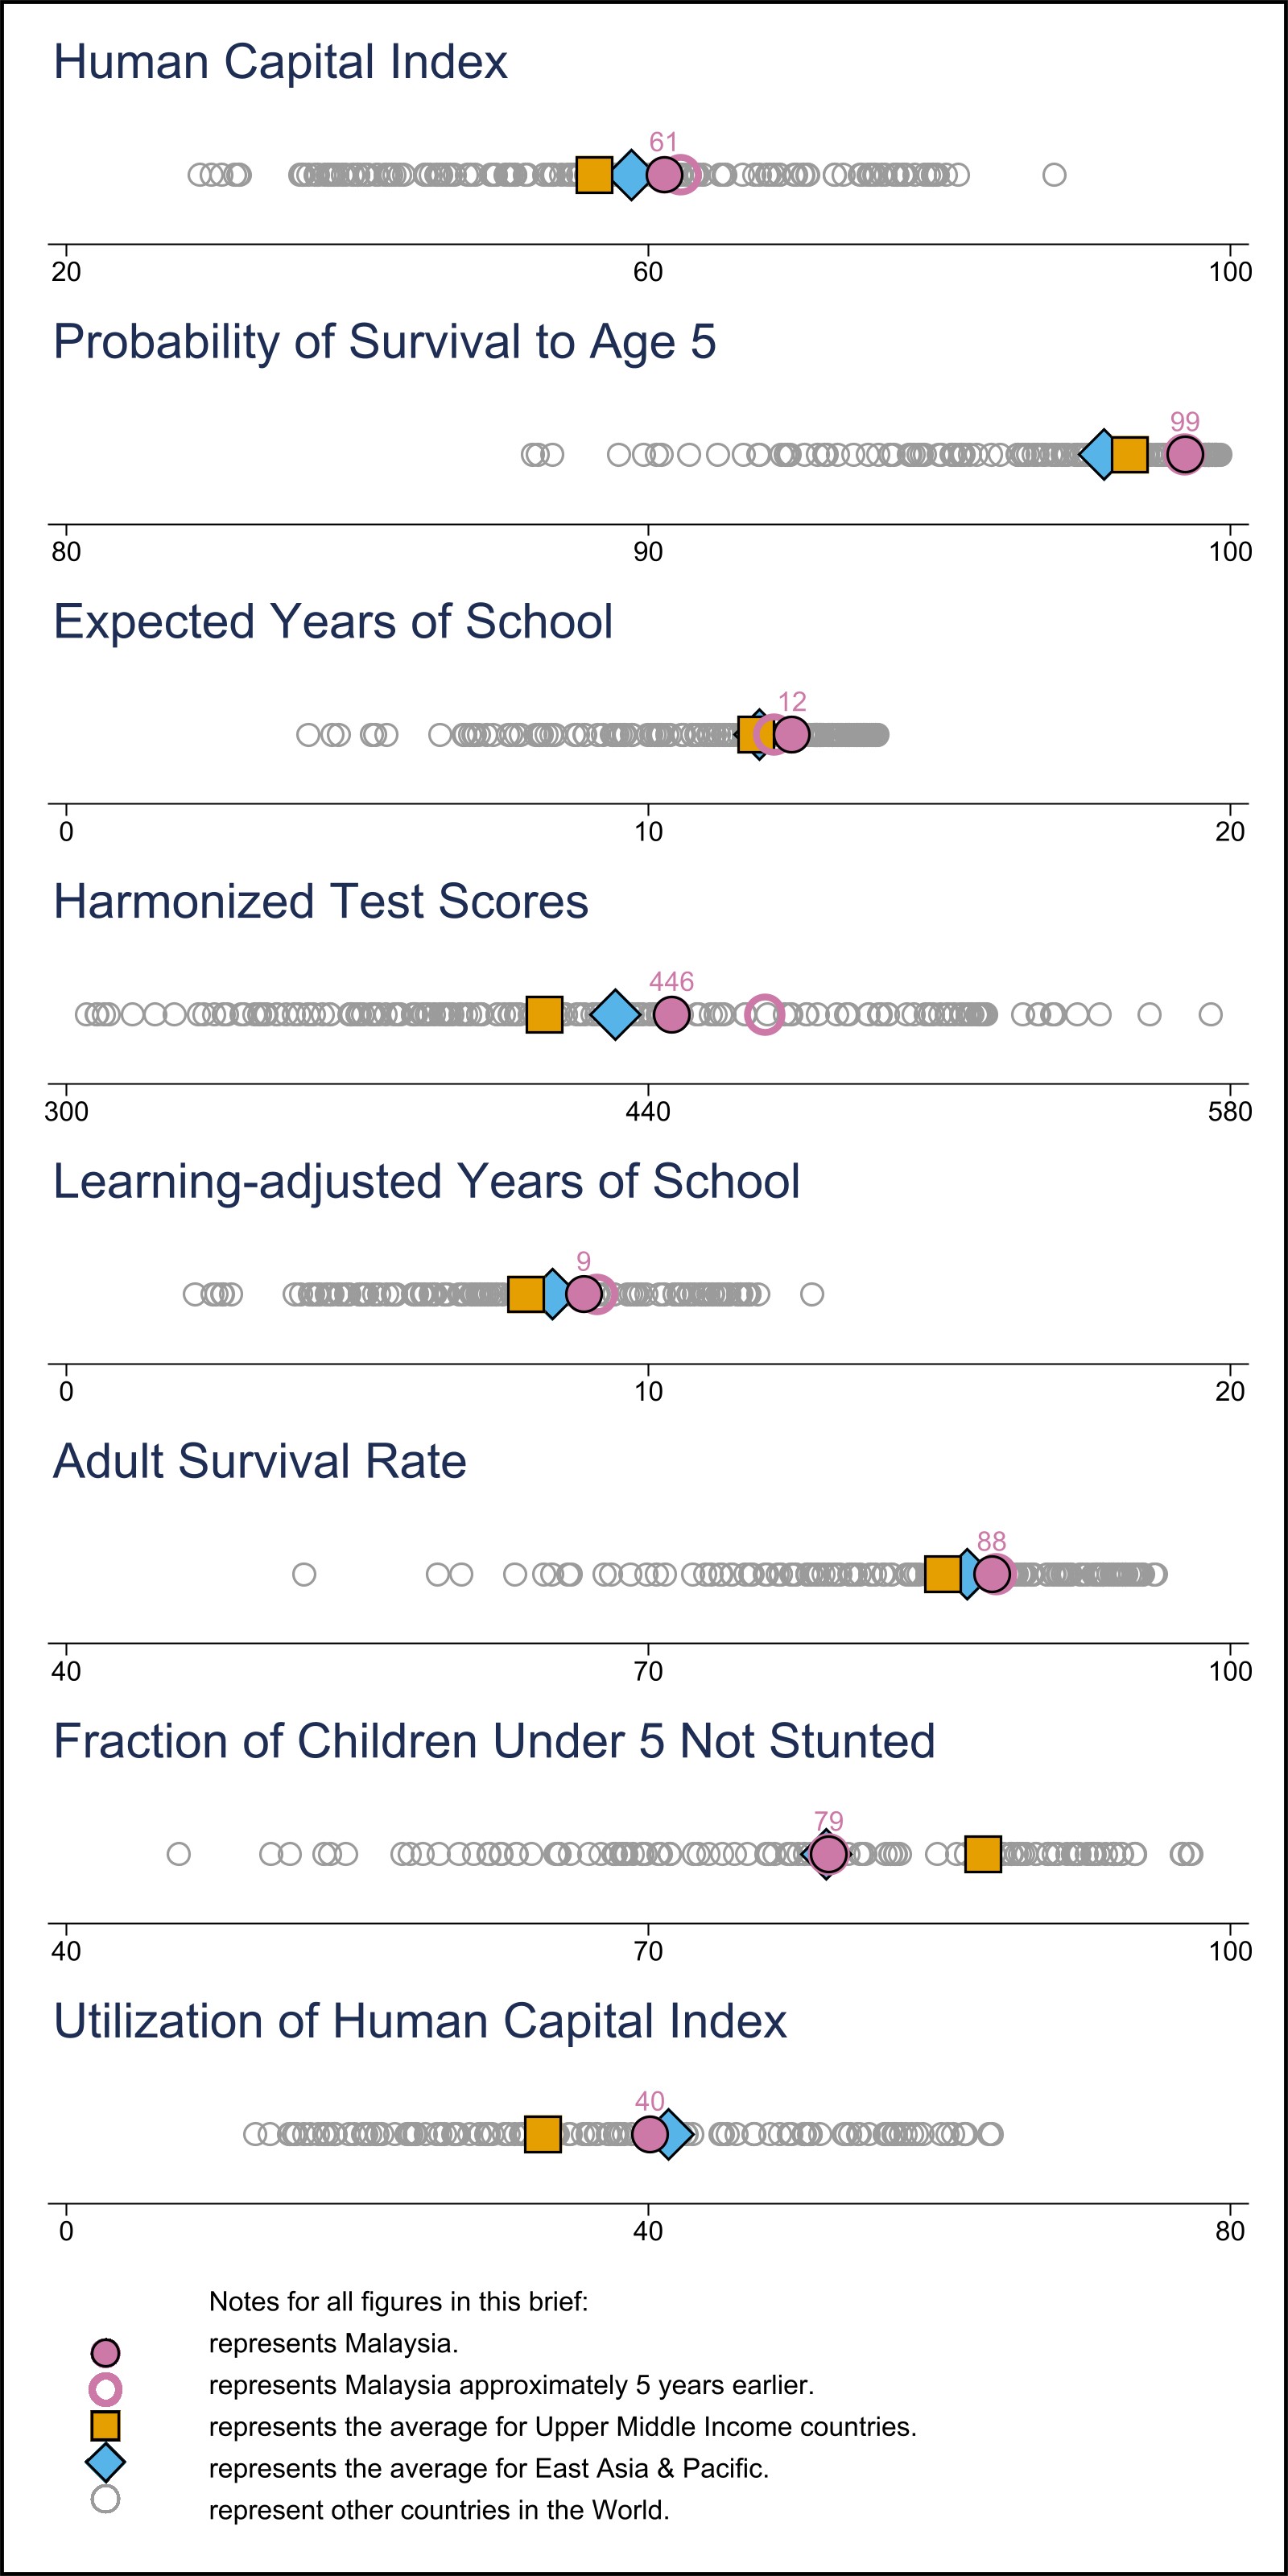 Human Capital Index
61
20 60 100
Probability of Survival to Age 5
99
80 90 100
Expected Years of School
12
0 10 20
Harmonized Test Scores
446
300 440 580
Learning-adjusted Years of School
9
0 10 20
Adult Survival Rate
88
40 70 100
Fraction of Children Under 5 Not Stunted
79
40 70 100
Utilization of Human Capital Index
40
0 40 80
Notes for all figures in this brief:
represents Malaysia.
represents Malaysia approximately 5 years earlier.
represents the average for Upper Middle Income countries.
represents the average for East Asia & Pacific.
represent other countries in the World.